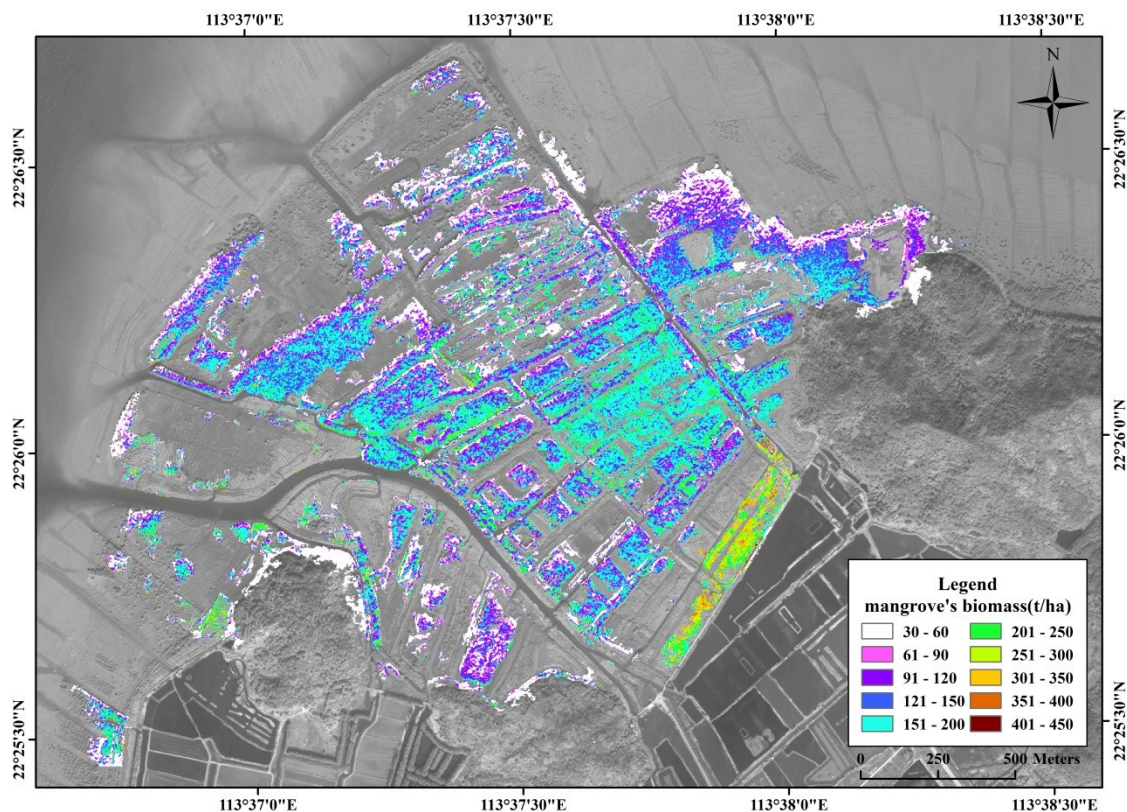 113°37'0"E 113°37'30"E 113°38'0"E 113°38'30"E
N
22°26'30"N 22°26'30"N
22°26'0"N 22°26'0"N
22°25'30"N 22°25'30"N
Legend
mangrove's biomass(t/ha)
30 - 60 201 - 250
61 - 90 251 - 300
91 - 120 301 - 350
121 - 150 351 - 400
151 - 200 401 - 450
0 250 500 Meters
113°37'0"E 113°37'30"E 113°38'0"E 113°38'30"E